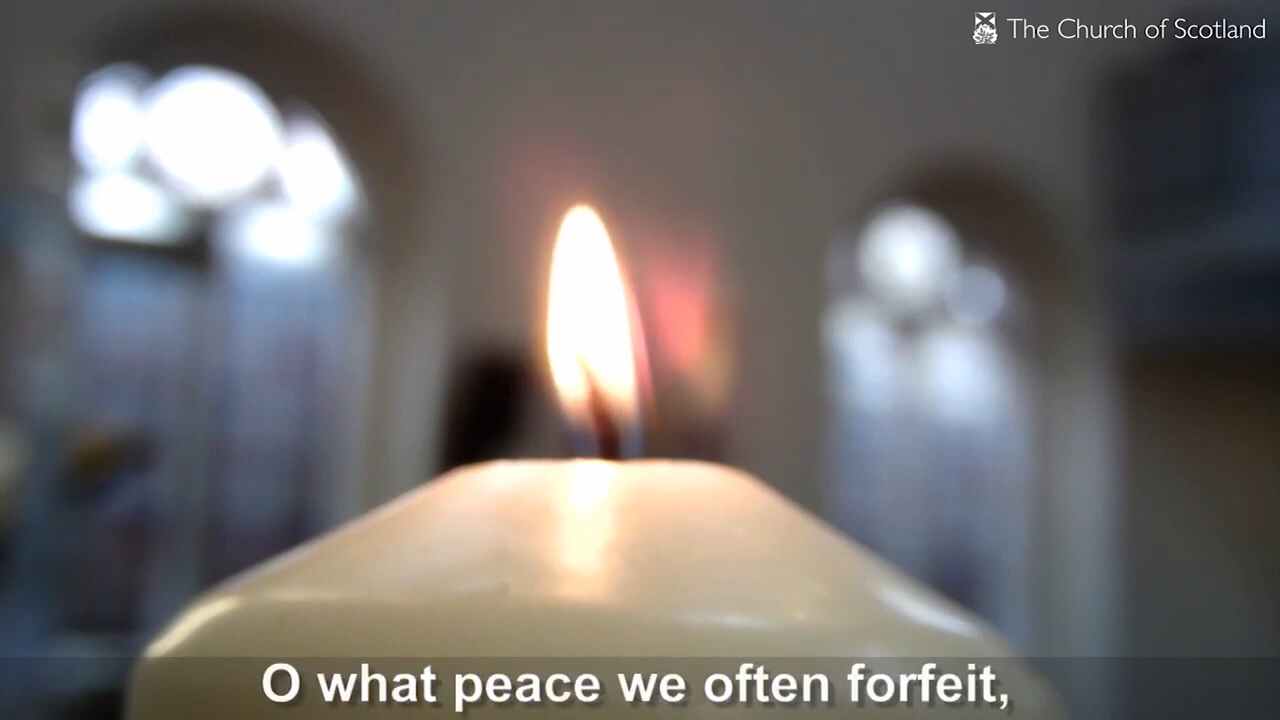 The Church of Scotland
O what peace we often forfeit,